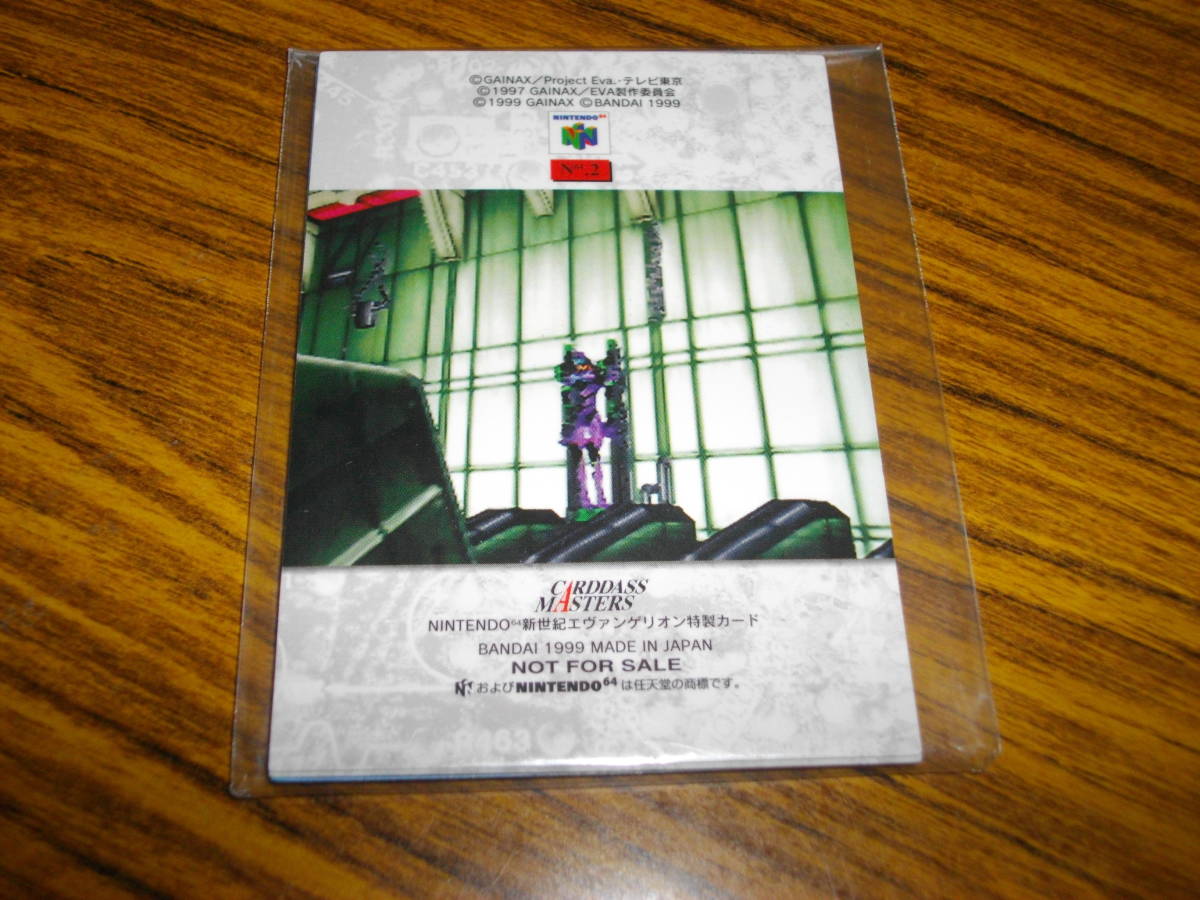 ©GAINAX／Project Eva.・テレビ東京
©1997 GAINAX／EVA製作委員会
©1999 GAINAX ©BANDAI 1999
NINTENDO⁶⁴
N⁶⁴.2
CARDDASS
MASTERS
NINTENDO⁶⁴新世紀エヴァンゲリオン特製カード
BANDAI 1999 MADE IN JAPAN
NOT FOR SALE
およびNINTENDO⁶⁴は任天堂の商標です。